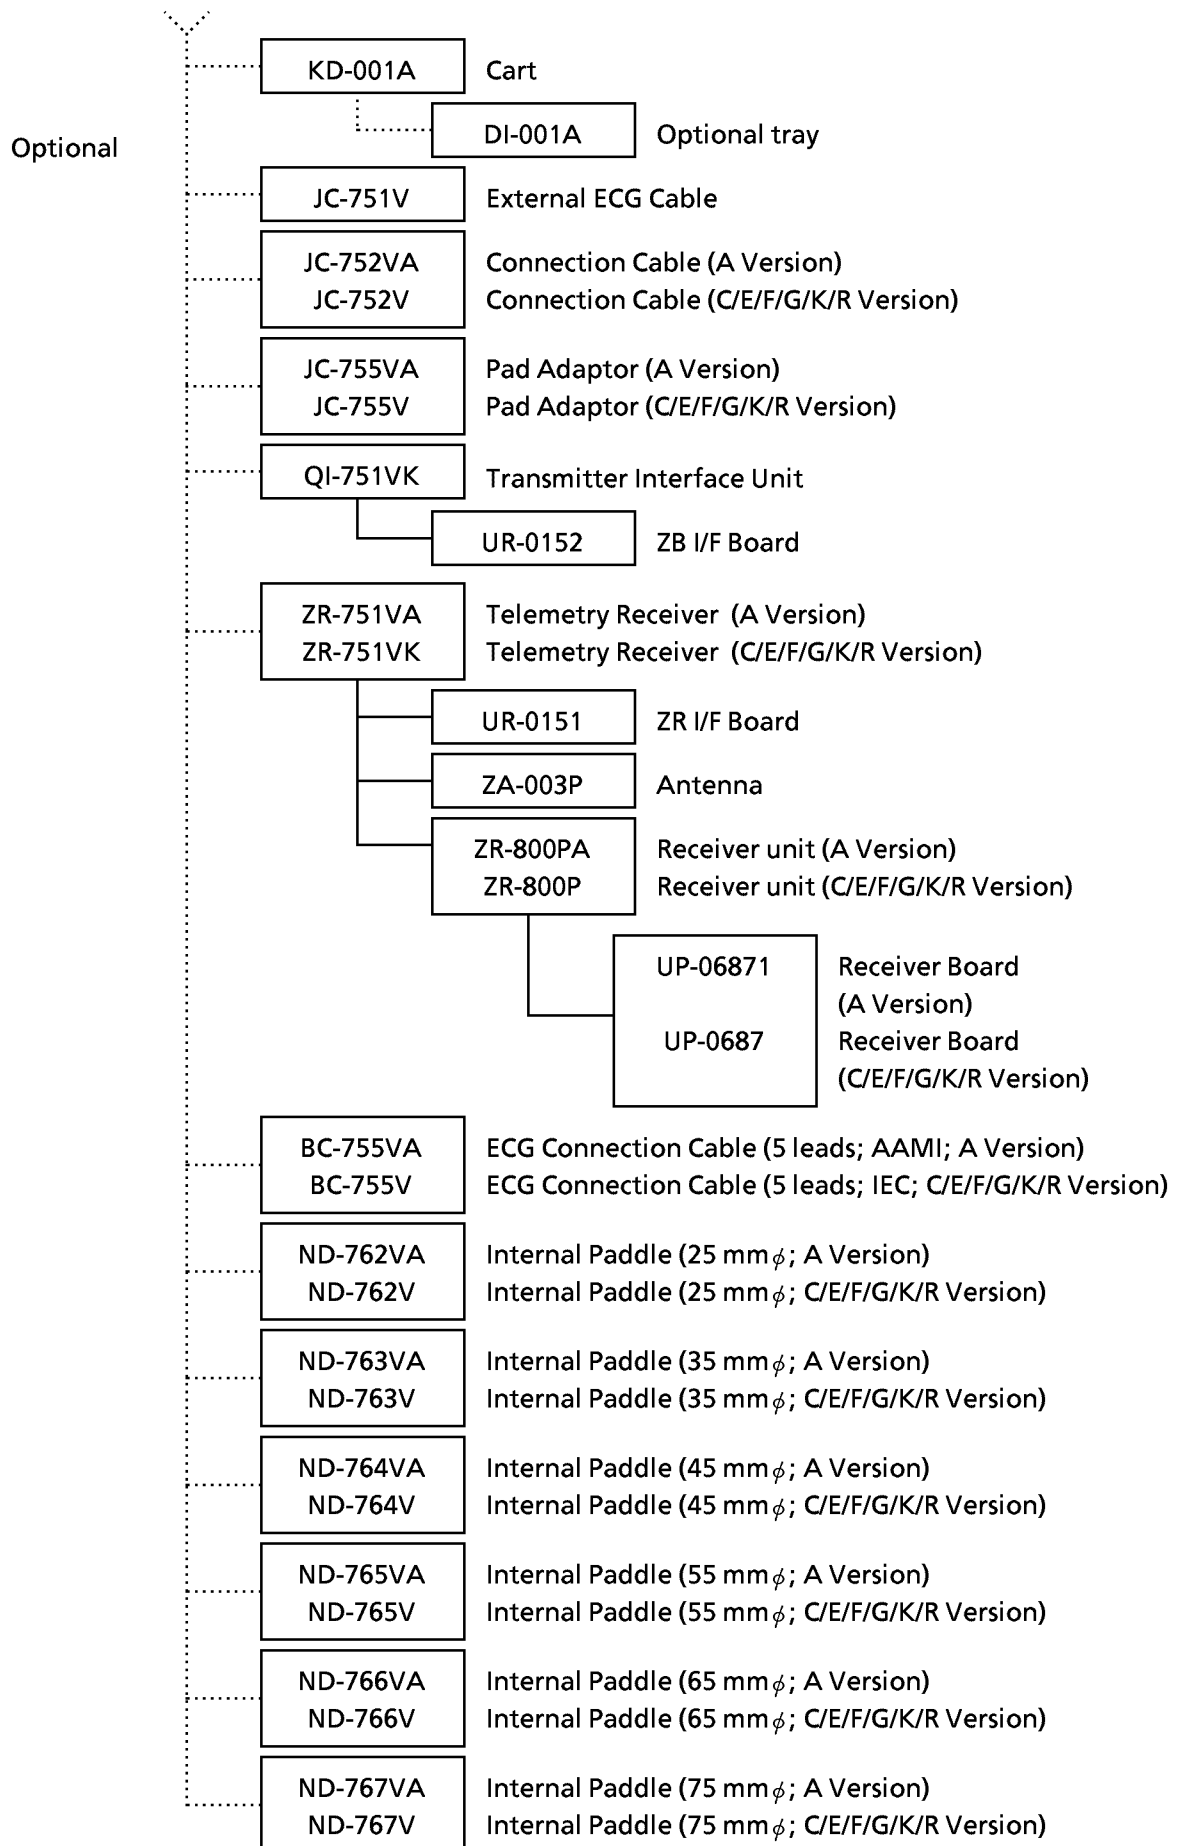 KD-001A Cart
DI-001A Optional tray
Optional
JC-751V External ECG Cable
JC-752VA Connection Cable (A Version)
JC-752V Connection Cable (C/E/F/G/K/R Version)
JC-755VA Pad Adaptor (A Version)
JC-755V Pad Adaptor (C/E/F/G/K/R Version)
QI-751VK Transmitter Interface Unit
UR-0152 ZB I/F Board
ZR-751VA Telemetry Receiver (A Version)
ZR-751VK Telemetry Receiver (C/E/F/G/K/R Version)
UR-0151 ZR I/F Board
ZA-003P Antenna
ZR-800PA Receiver unit (A Version)
ZR-800P Receiver unit (C/E/F/G/K/R Version)
UP-06871 Receiver Board
(A Version)
UP-0687 Receiver Board
(C/E/F/G/K/R Version)
BC-755VA ECG Connection Cable (5 leads; AAMI; A Version)
BC-755V ECG Connection Cable (5 leads; IEC; C/E/F/G/K/R Version)
ND-762VA Internal Paddle (25 mmϕ; A Version)
ND-762V Internal Paddle (25 mmϕ; C/E/F/G/K/R Version)
ND-763VA Internal Paddle (35 mmϕ; A Version)
ND-763V Internal Paddle (35 mmϕ; C/E/F/G/K/R Version)
ND-764VA Internal Paddle (45 mmϕ; A Version)
ND-764V Internal Paddle (45 mmϕ; C/E/F/G/K/R Version)
ND-765VA Internal Paddle (55 mmϕ; A Version)
ND-765V Internal Paddle (55 mmϕ; C/E/F/G/K/R Version)
ND-766VA Internal Paddle (65 mmϕ; A Version)
ND-766V Internal Paddle (65 mmϕ; C/E/F/G/K/R Version)
ND-767VA Internal Paddle (75 mmϕ; A Version)
ND-767V Internal Paddle (75 mmϕ; C/E/F/G/K/R Version)